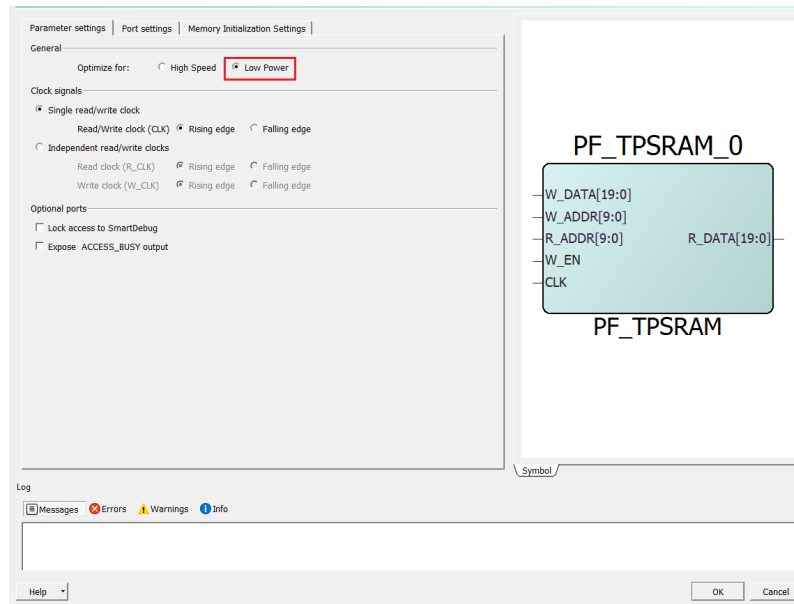 Parameter settings Port settings Memory Initialization Settings
General
Optimize for: High Speed Low Power
Clock signals
Single read/write clock
Read/Write clock (CLK) Rising edge Falling edge
Independent read/write clocks
Read clock (R_CLK) Rising edge Falling edge
Write clock (W_CLK) Rising edge Falling edge
Optional ports
Lock access to SmartDebug
Expose ACCESS_BUSY output
PF_TPSRAM_0
W_DATA[19:0]
W_ADDR[9:0]
R_ADDR[9:0] R_DATA[19:0]
W_EN
CLK
PF_TPSRAM
Symbol
Log
Messages Errors Warnings Info
Help OK Cancel